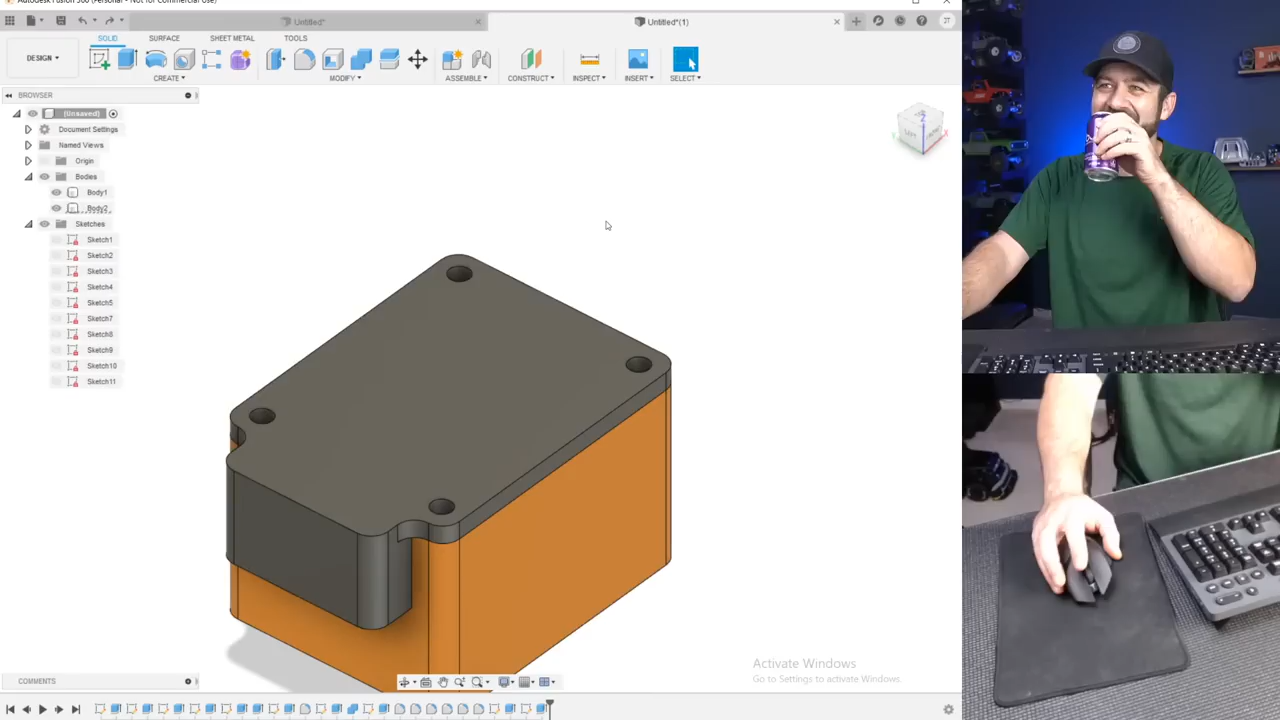 Autodesk Fusion 360 (Personal - Not for Commercial Use)
Untitled*
Untitled*(1)
JT
SOLID
SURFACE
SHEET METAL
TOOLS
DESIGN
CREATE
MODIFY
ASSEMBLE
CONSTRUCT
INSPECT
INSERT
SELECT
BROWSER
(Unsaved)
Document Settings
Named Views
Origin
Bodies
Body1
Body2
Sketches
Sketch1
Sketch2
Sketch3
Sketch4
Sketch5
Sketch7
Sketch8
Sketch9
Sketch10
Sketch11
Z
X
Activate Windows
Go to Settings to activate Windows.
COMMENTS